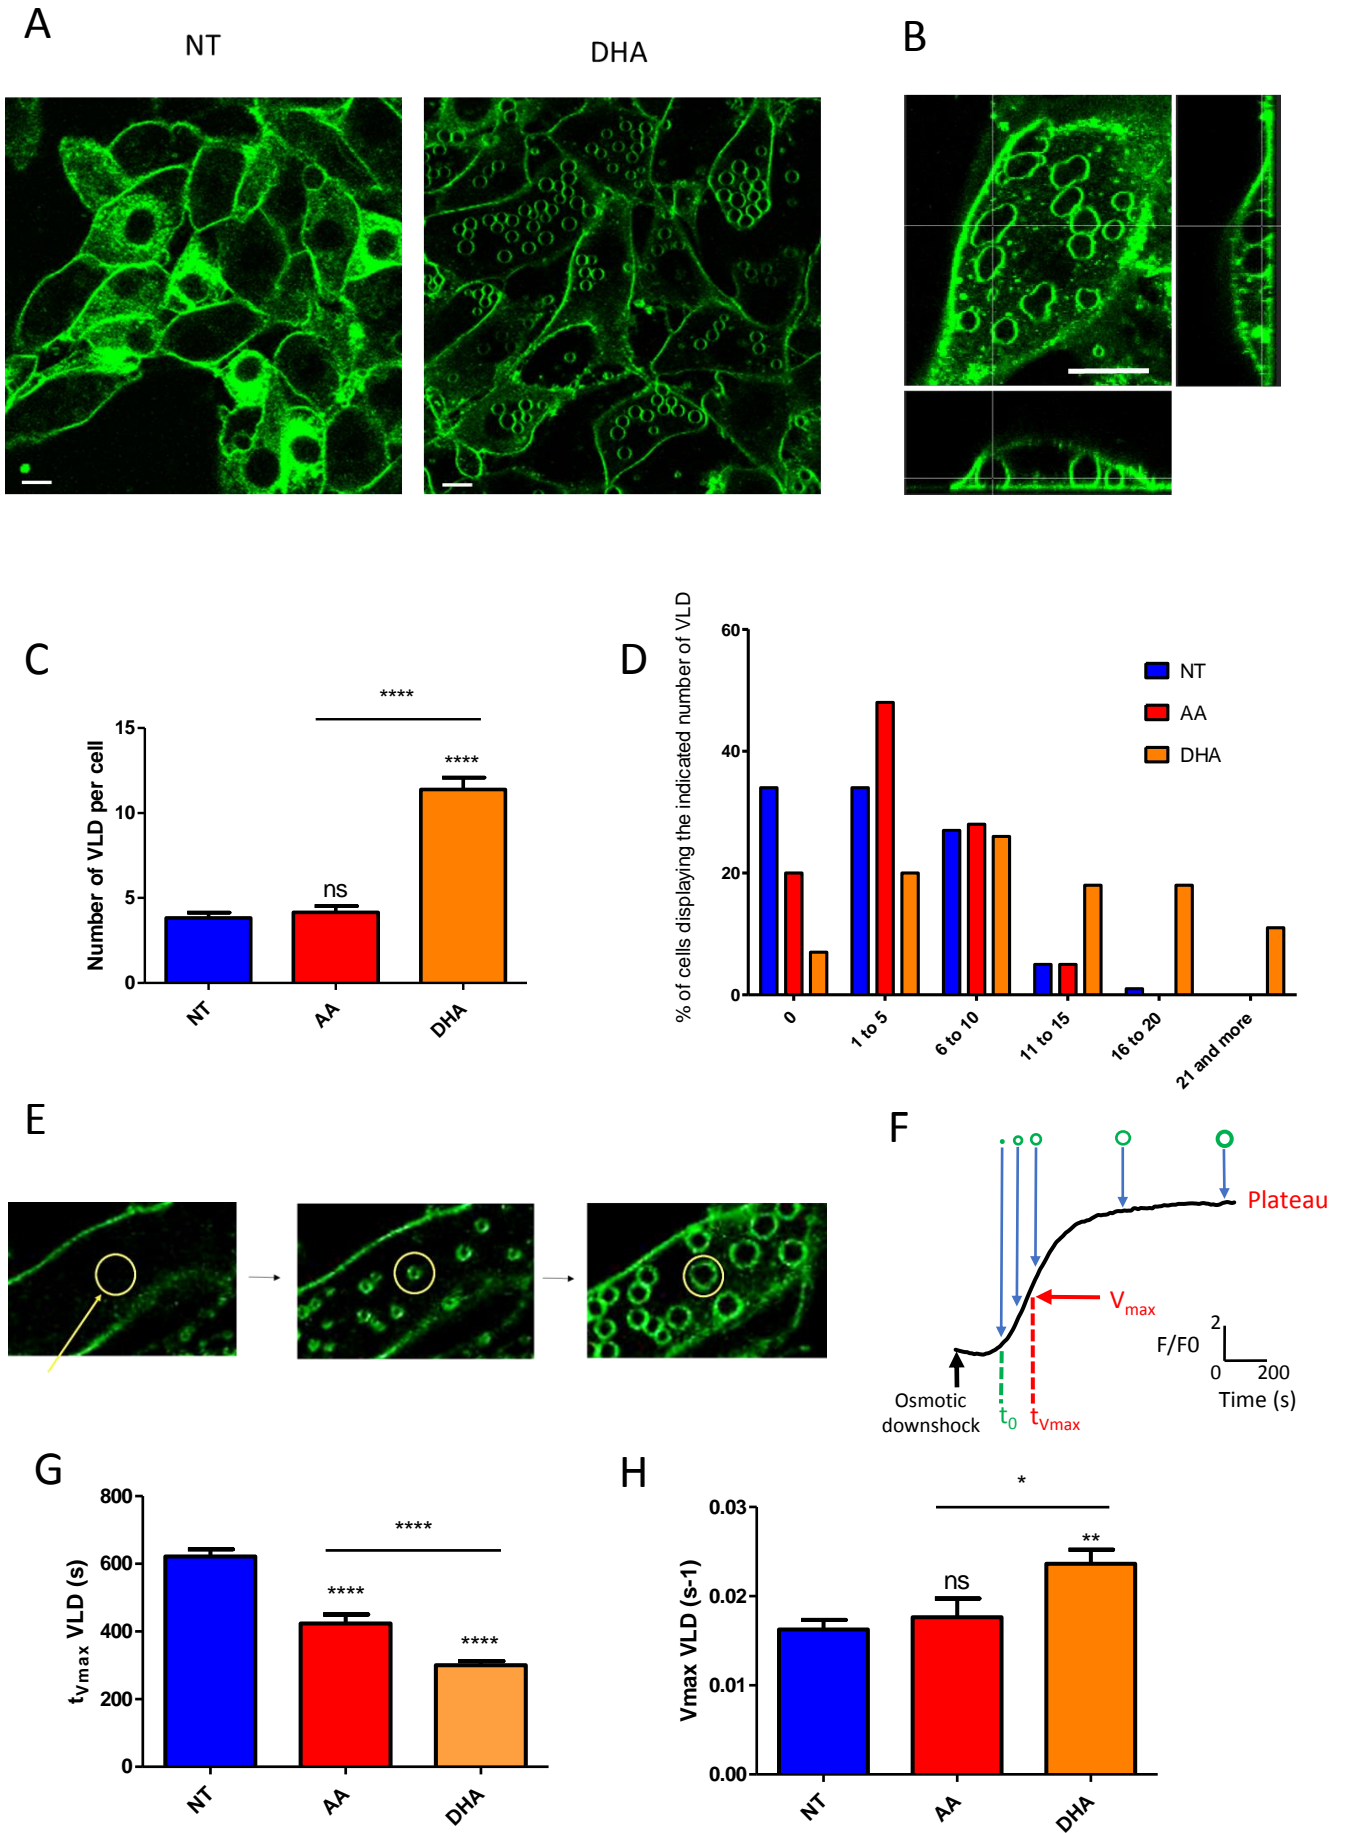 A
NT
DHA
B
C
****
****
ns
15
10
5
0
Number of VLD per cell
NT
AA
DHA
D
% of cells displaying the indicated number of VLD
60
40
20
0
NT
AA
DHA
0
1 to 5
6 to 10
11 to 15
16 to 20
21 and more
E
F
Plateau
Vmax
2
F/F0
0
200
Time (s)
Osmotic
downshock
t0
tVmax
G
800
600
400
200
0
tVmax VLD (s)
****
****
****
NT
AA
DHA
H
0.03
0.02
0.01
0.00
Vmax VLD (s-1)
*
**
ns
NT
AA
DHA